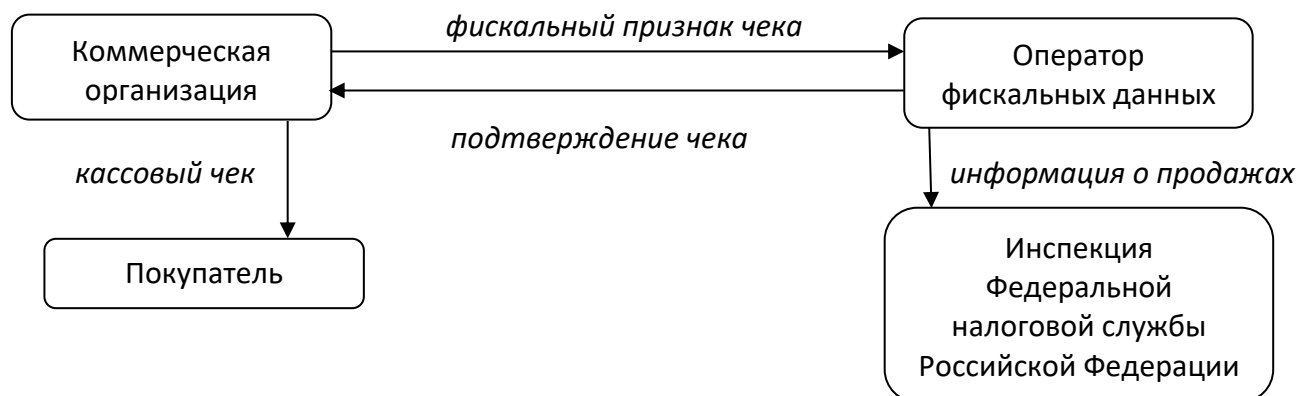 фискальный признак чека
Коммерческая
организация
Оператор
фискальных данных
подтверждение чека
кассовый чек
информация о продажах
Покупатель
Инспекция
Федеральной
налоговой службы
Российской Федерации